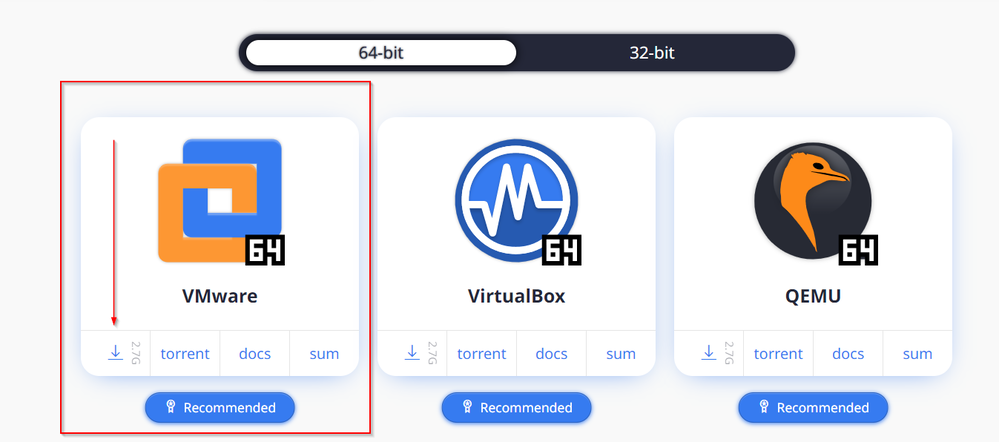 64-bit 32-bit
64 64 64
VMware VirtualBox QEMU
2.7G torrent docs sum 2.7G torrent docs sum 2.7G torrent docs sum
Recommended Recommended Recommended